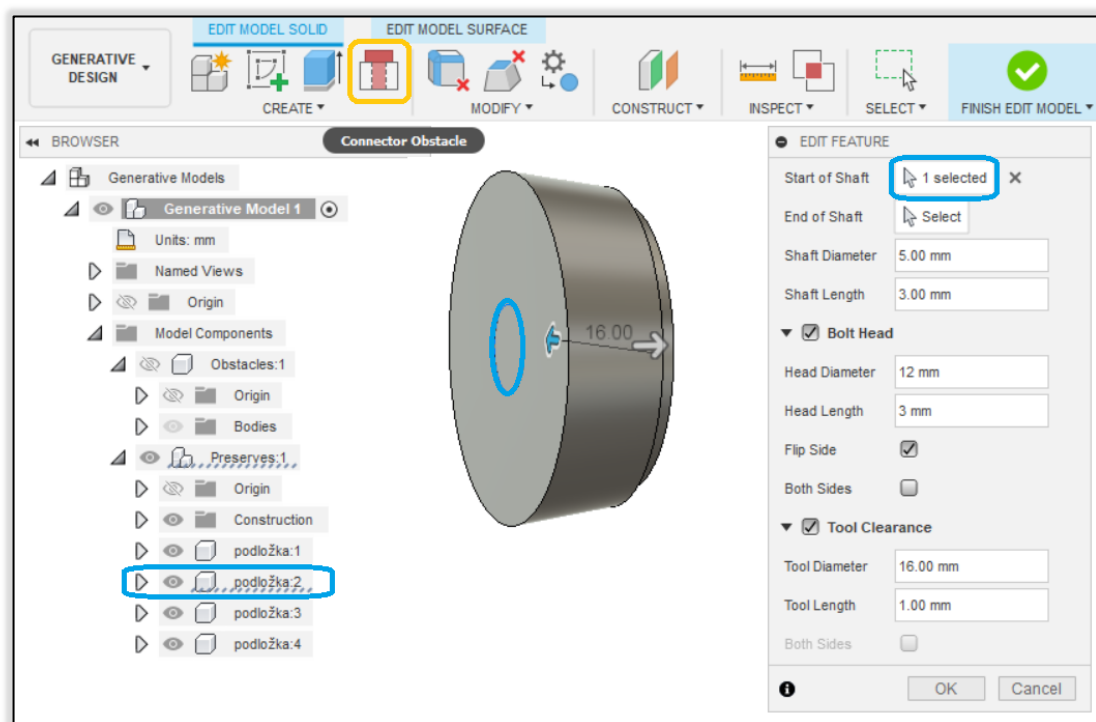 EDIT MODEL SOLID
EDIT MODEL SURFACE
GENERATIVE
DESIGN
CREATE
MODIFY
CONSTRUCT
INSPECT
SELECT
FINISH EDIT MODEL
BROWSER
Connector Obstacle
Generative Models
Generative Model 1
Units: mm
Named Views
Origin
Model Components
Obstacles:1
Origin
Bodies
Preserves:1
Origin
Construction
podložka:1
podložka:2
podložka:3
podložka:4
16.00
EDIT FEATURE
Start of Shaft 1 selected
End of Shaft Select
Shaft Diameter 5.00 mm
Shaft Length 3.00 mm
Bolt Head
Head Diameter 12 mm
Head Length 3 mm
Flip Side
Both Sides
Tool Clearance
Tool Diameter 16.00 mm
Tool Length 1.00 mm
Both Sides
OK Cancel